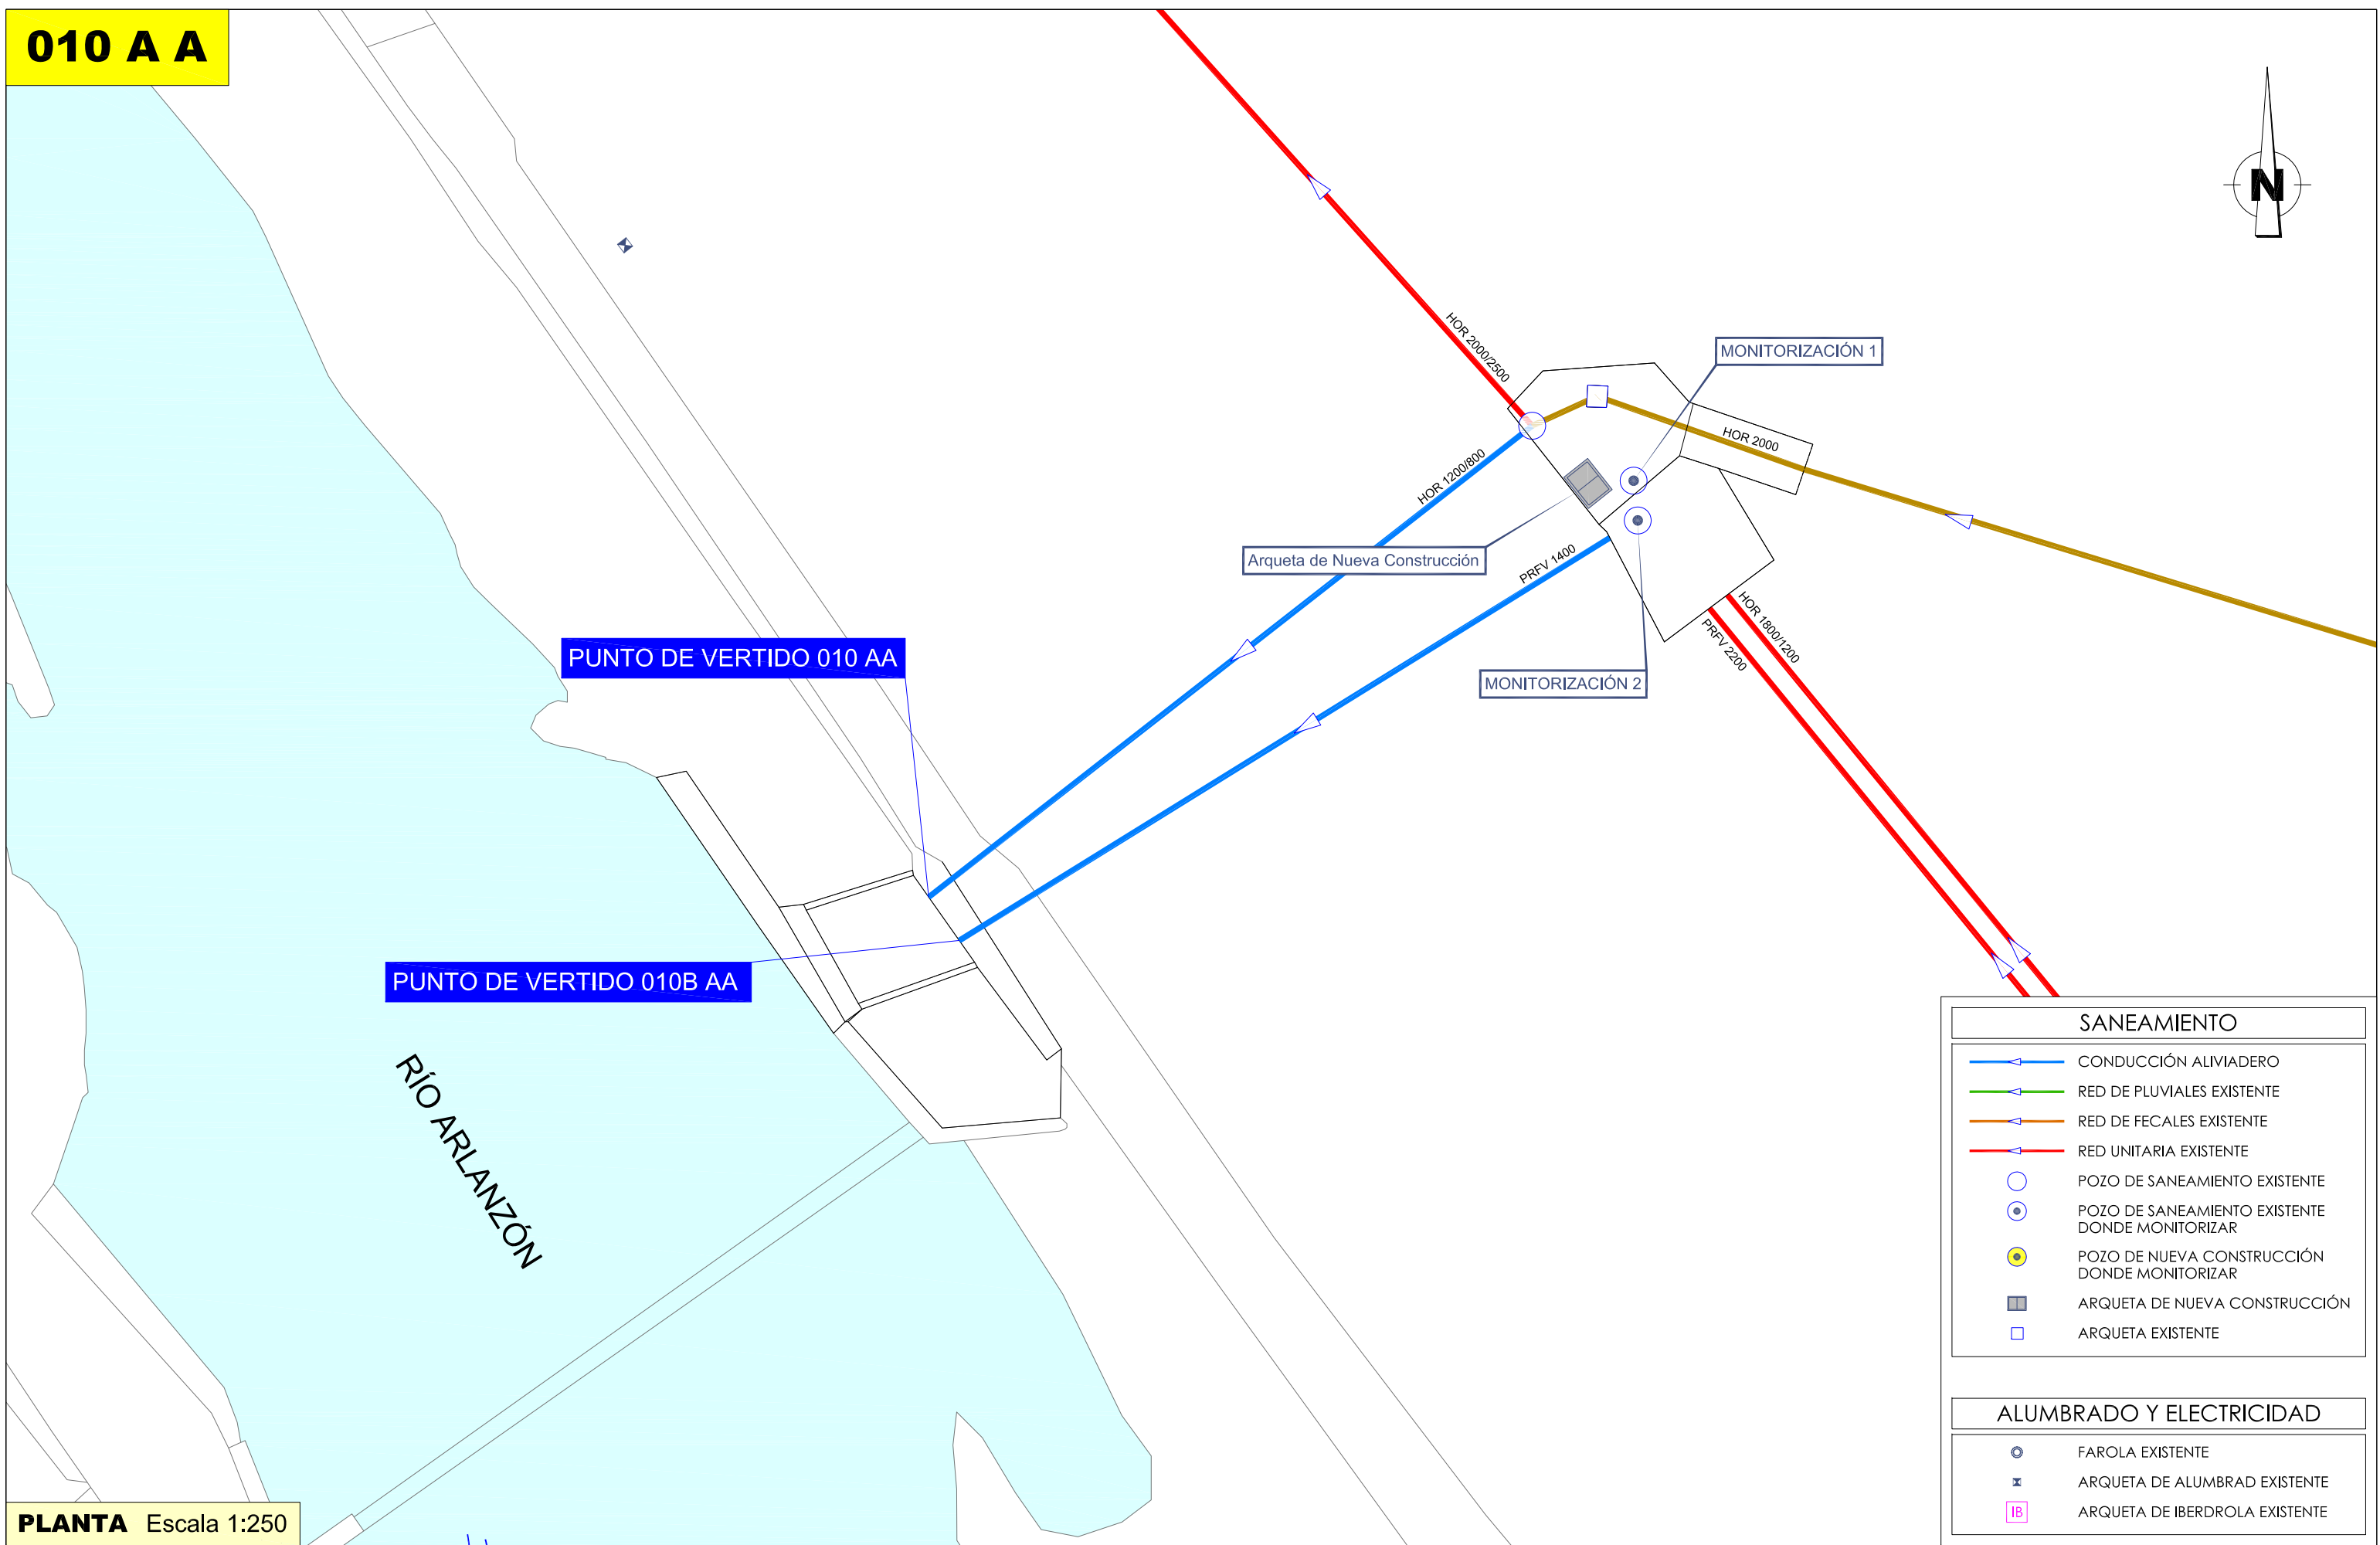 010 A A
N
HOR 2000/2500
MONITORIZACIÓN 1
HOR 2000
HOR 1200/800
Arqueta de Nueva Construcción
PRFV 1400
HOR 1800/1200
PRFV 2200
PUNTO DE VERTIDO 010 AA
MONITORIZACIÓN 2
PUNTO DE VERTIDO 010B AA
RÍO ARLANZÓN
SANEAMIENTO
CONDUCCIÓN ALIVIADERO
RED DE PLUVIALES EXISTENTE
RED DE FECALES EXISTENTE
RED UNITARIA EXISTENTE
POZO DE SANEAMIENTO EXISTENTE
POZO DE SANEAMIENTO EXISTENTE
DONDE MONITORIZAR
POZO DE NUEVA CONSTRUCCIÓN
DONDE MONITORIZAR
ARQUETA DE NUEVA CONSTRUCCIÓN
ARQUETA EXISTENTE
ALUMBRADO Y ELECTRICIDAD
FAROLA EXISTENTE
ARQUETA DE ALUMBRAD EXISTENTE
IB ARQUETA DE IBERDROLA EXISTENTE
PLANTA Escala 1:250